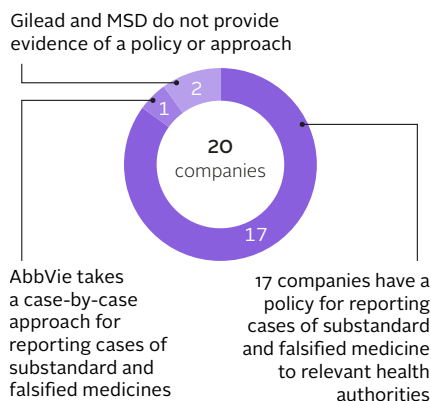 Gilead and MSD do not provide
evidence of a policy or approach
2
1
20
companies
17
AbbVie takes
a case-by-case
approach for
reporting cases of
substandard and
falsified medicines
17 companies have a
policy for reporting
cases of substandard
and falsified medicine
to relevant health
authorities